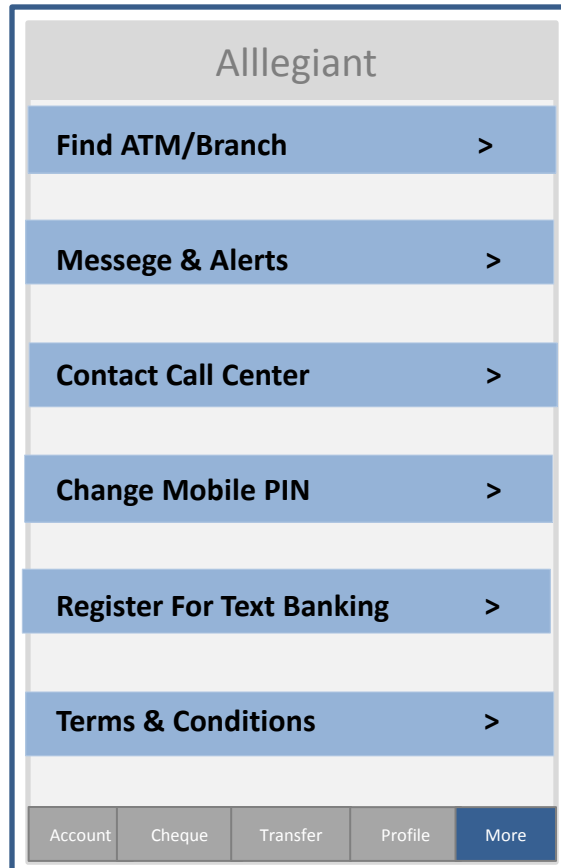 Alllegiant
Find ATM/Branch >
Messege & Alerts >
Contact Call Center >
Change Mobile PIN >
Register For Text Banking >
Terms & Conditions >
Account Cheque Transfer Profile More